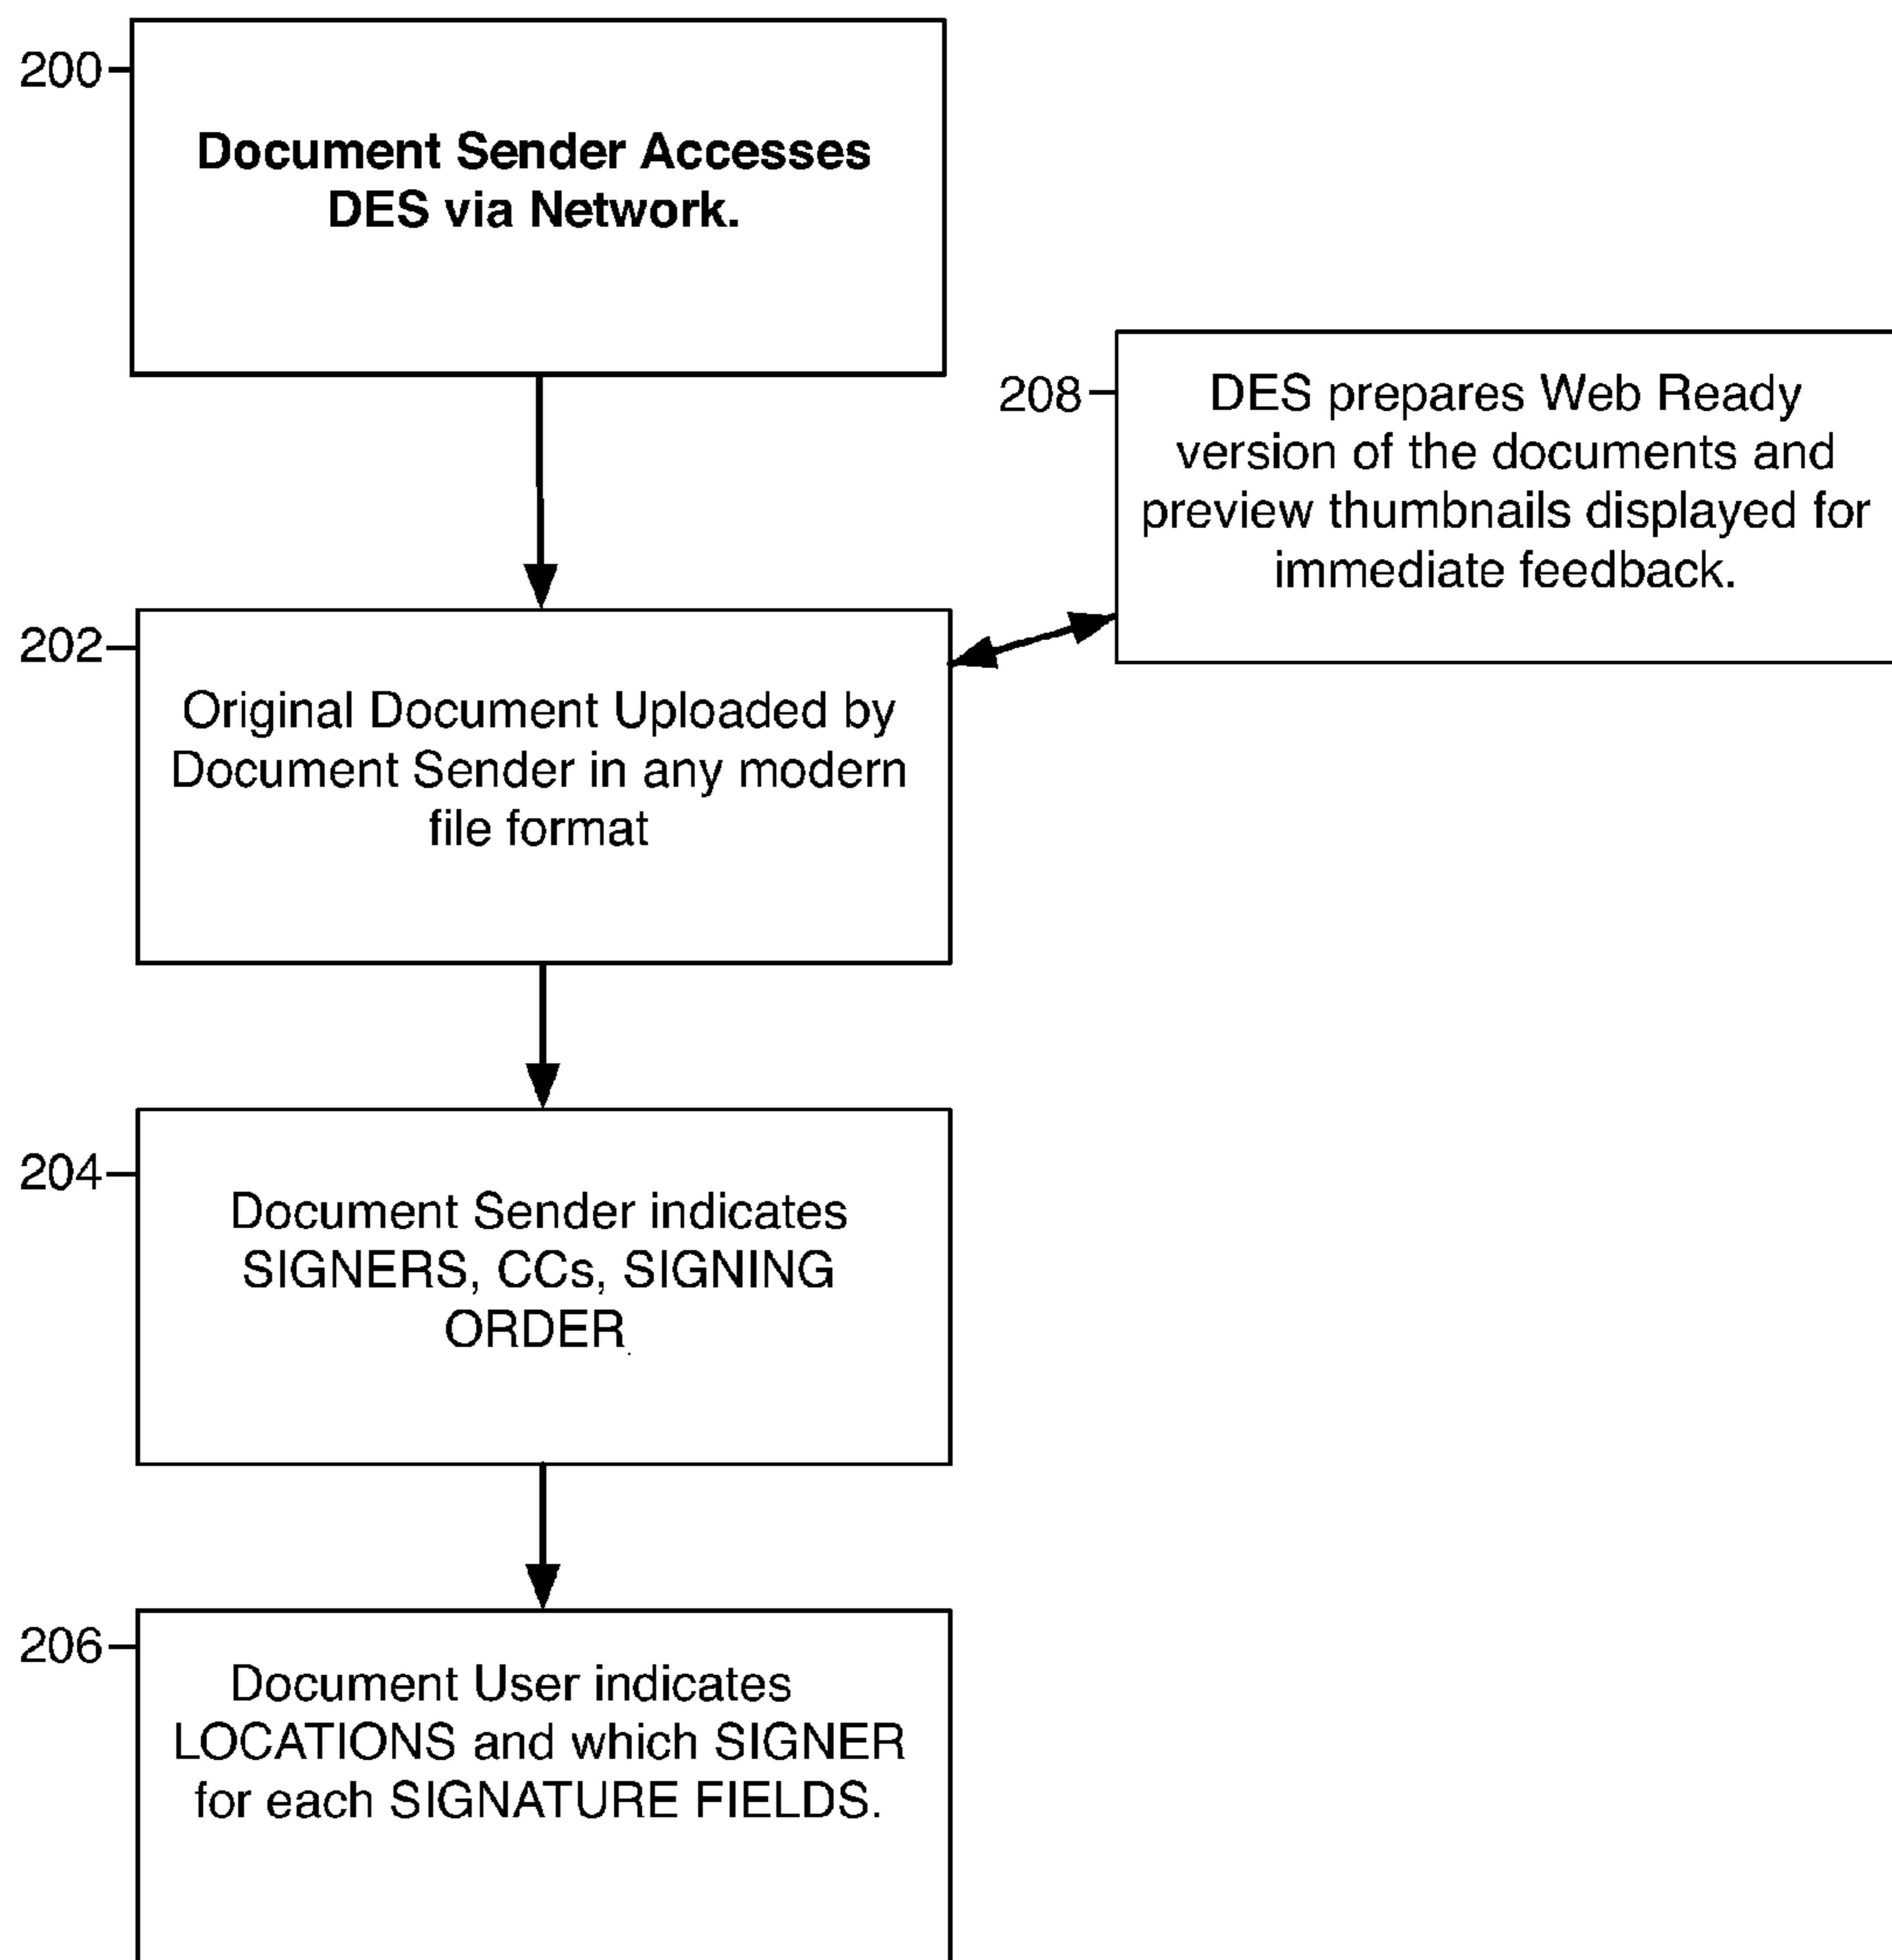 200
Document Sender Accesses
DES via Network.
208
DES prepares Web Ready
version of the documents and
preview thumbnails displayed for
immediate feedback.
202
Original Document Uploaded by
Document Sender in any modern
file format
204
Document Sender indicates
SIGNERS, CCs, SIGNING
ORDER
206
Document User indicates
LOCATIONS and which SIGNER
for each SIGNATURE FIELDS.